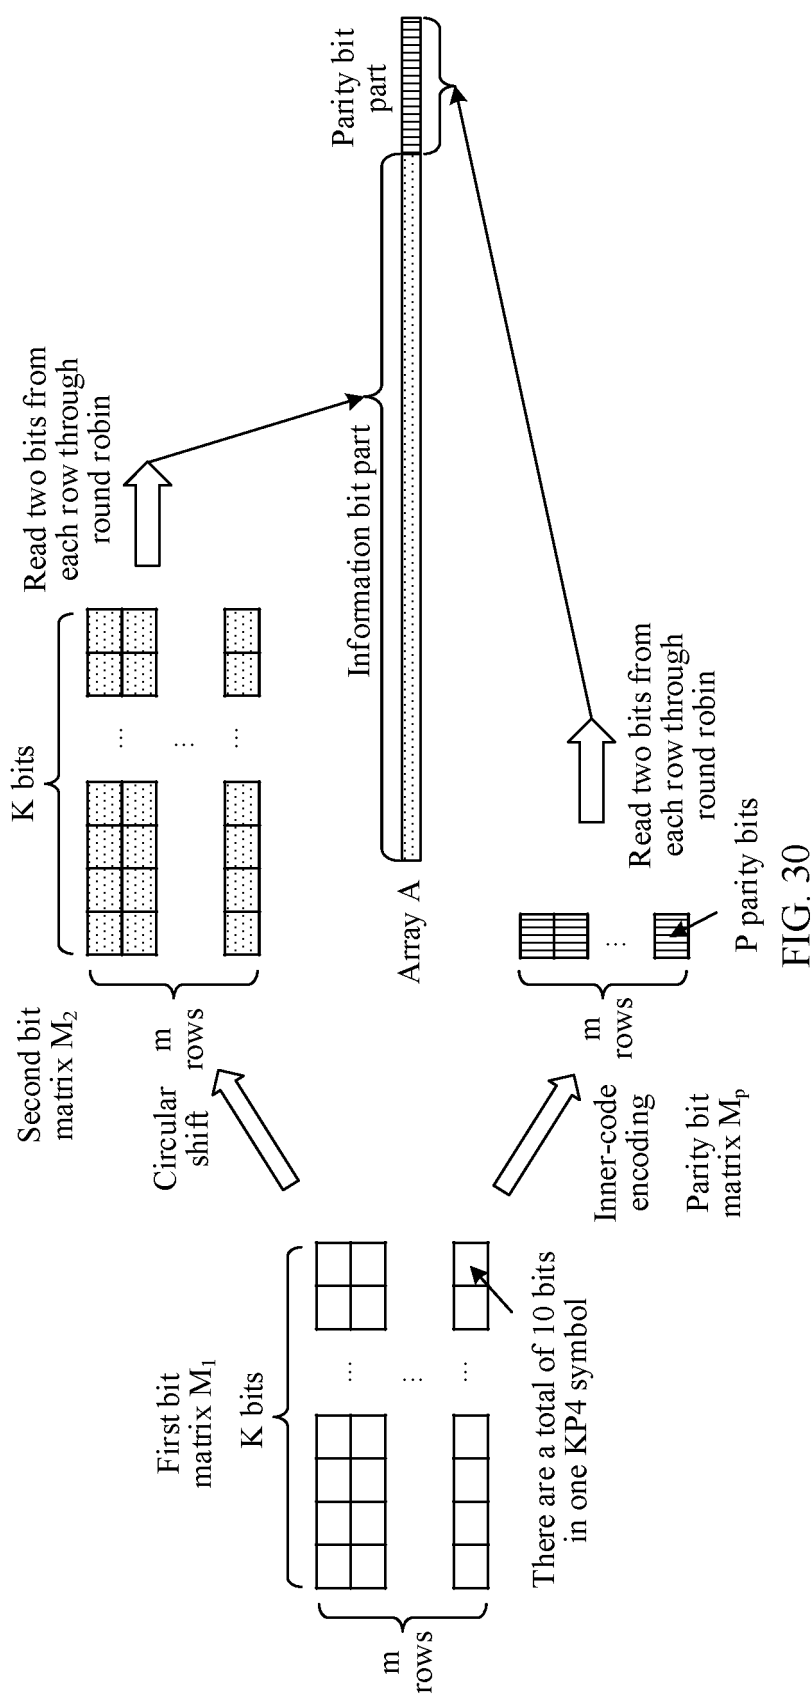 First bit
matrix M₁
K bits
m
rows
There are a total of 10 bits
in one KP4 symbol
Circular
shift
Inner-code
encoding
Second bit
matrix M₂
K bits
m
rows
Read two bits from
each row through
round robin
Array A
Information bit part
Parity bit
part
Parity bit
matrix Mₚ
m
rows
P parity bits
Read two bits from
each row through
round robin
...
...
...
...
...
...
...
FIG. 30